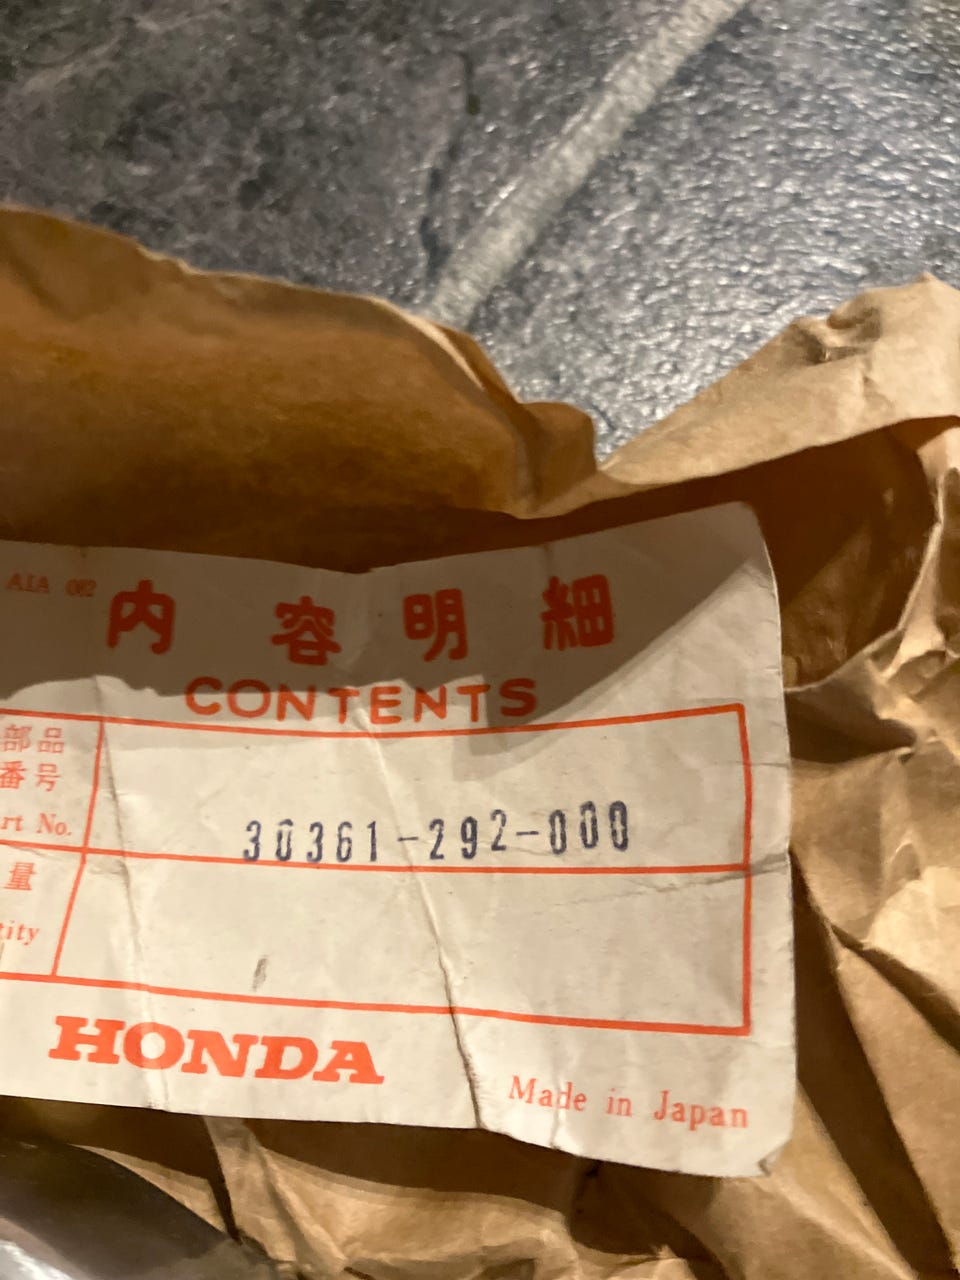 AIA 062
内容明細
CONTENTS
部品
番号
rt No.
30361-292-000
量
tity
HONDA
Made in Japan